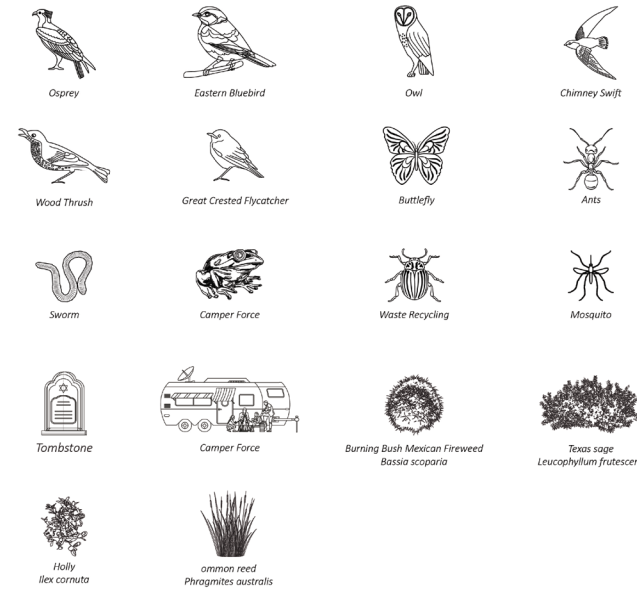 Osprey
Eastern Bluebird
Owl
Chimney Swift
Wood Thrush
Great Crested Flycatcher
Buttlefly
Ants
Sworm
Camper Force
Waste Recycling
Mosquito
Tombstone
Camper Force
Burning Bush Mexican Fireweed
Bassia scoparia
Texas sage
Leucophyllum frutescen
Holly
Ilex cornuta
ommon reed
Phragmites australis